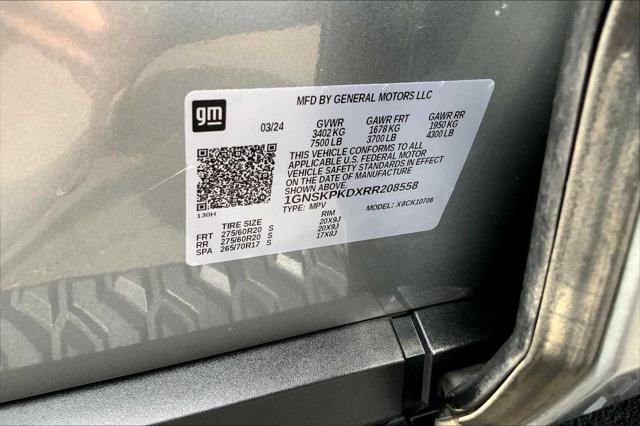 gm
MFD BY GENERAL MOTORS LLC
03/24 GVWR GAWR FRT GAWR RR
3402 KG 1678 KG 1950 KG
7500 LB 3700 LB 4300 LB
THIS VEHICLE CONFORMS TO ALL
APPLICABLE U.S. FEDERAL MOTOR
VEHICLE SAFETY STANDARDS IN EFFECT
ON THE DATE OF MANUFACTURE
SHOWN ABOVE.
1GNSKPKDXRR208558
130H TYPE: MPV MODEL: X8CK10706
TIRE SIZE RIM
FRT 275/60R20 S 20X9J
RR 275/60R20 S 20X9J
SPA 265/70R17 S 17X8J